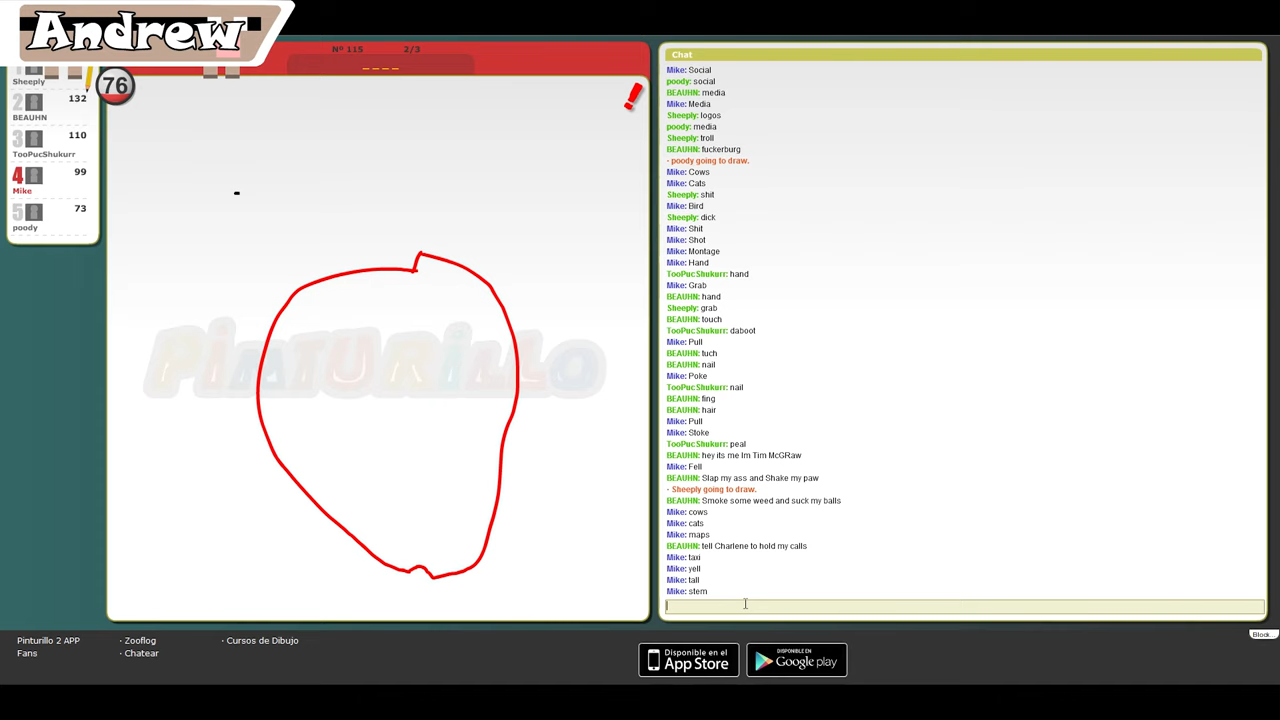 Andrew
Nº 115 2/3
_ _ _ _
76
1
Sheeply
2 132
BEAUHN
3 110
TooPucShukurr
4 99
Mike
5 73
poody
!
PinTURillo
Chat
Mike: Social
poody: social
BEAUHN: media
Mike: Media
Sheeply: logos
poody: media
Sheeply: troll
BEAUHN: fuckerburg
· poody going to draw.
Mike: Cows
Mike: Cats
Sheeply: shit
Mike: Bird
Sheeply: dick
Mike: Shit
Mike: Shot
Mike: Montage
Mike: Hand
TooPucShukurr: hand
Mike: Grab
BEAUHN: hand
Sheeply: grab
BEAUHN: touch
TooPucShukurr: daboot
Mike: Pull
BEAUHN: tuch
BEAUHN: nail
Mike: Poke
TooPucShukurr: nail
BEAUHN: fing
BEAUHN: hair
Mike: Pull
Mike: Stoke
TooPucShukurr: peal
BEAUHN: hey its me Im Tim McGRaw
Mike: Fell
BEAUHN: Slap my ass and Shake my paw
· Sheeply going to draw.
BEAUHN: Smoke some weed and suck my balls
Mike: cows
Mike: cats
Mike: maps
BEAUHN: tell Charlene to hold my calls
Mike: taxi
Mike: yell
Mike: tall
Mike: stem
Block...
Pinturillo 2 APP · Zooflog · Cursos de Dibujo
Fans · Chatear
Disponible en el
App Store
DISPONIBLE EN
Google play